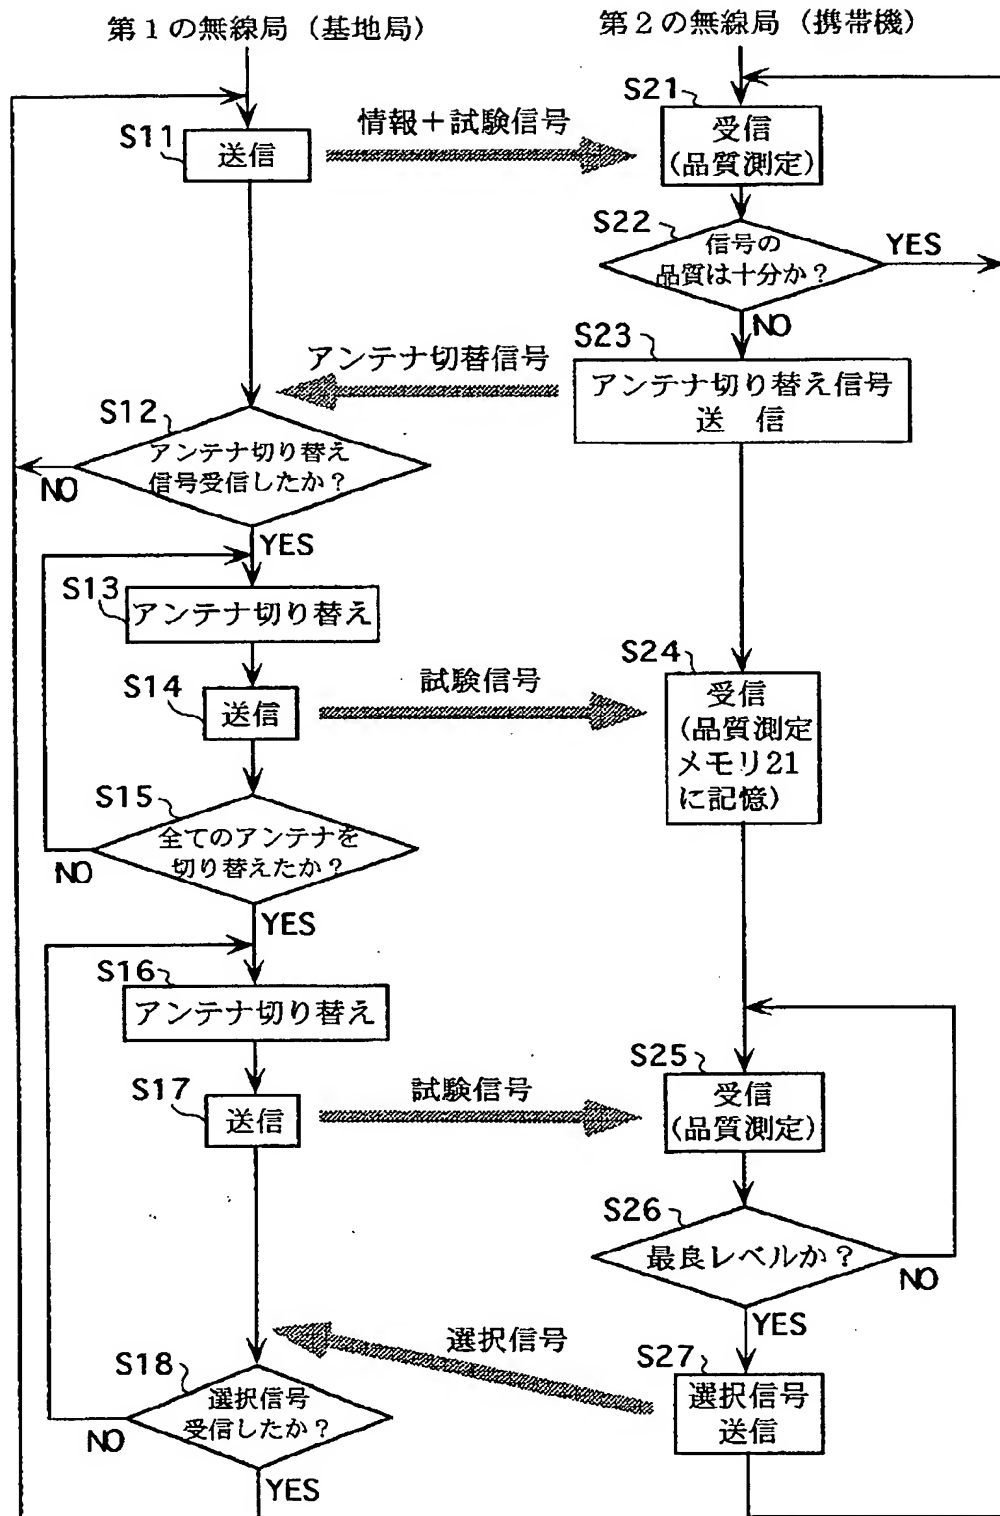 第1の無線局（基地局）
第2の無線局（携帯機）
S11
送信
情報＋試験信号
S21
受信
(品質測定)
S22
信号の
品質は十分か？
YES
NO
S23
アンテナ切り替え信号
送 信
アンテナ切替信号
S12
アンテナ切り替え
信号受信したか？
NO
YES
S13
アンテナ切り替え
S14
送信
試験信号
S24
受信
(品質測定
メモリ21
に記憶)
S15
全てのアンテナを
切り替えたか？
NO
YES
S16
アンテナ切り替え
S17
送信
試験信号
S25
受信
(品質測定)
S26
最良レベルか？
NO
YES
S27
選択信号
送信
選択信号
S18
選択信号
受信したか？
NO
YES